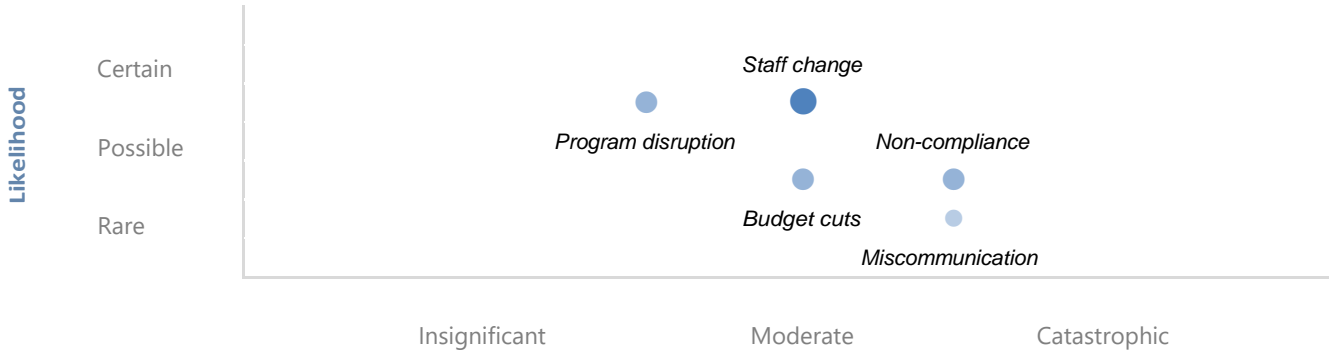 Likelihood
Certain
Staff change
Program disruption
Non-compliance
Possible
Budget cuts
Rare
Miscommunication
Insignificant
Moderate
Catastrophic